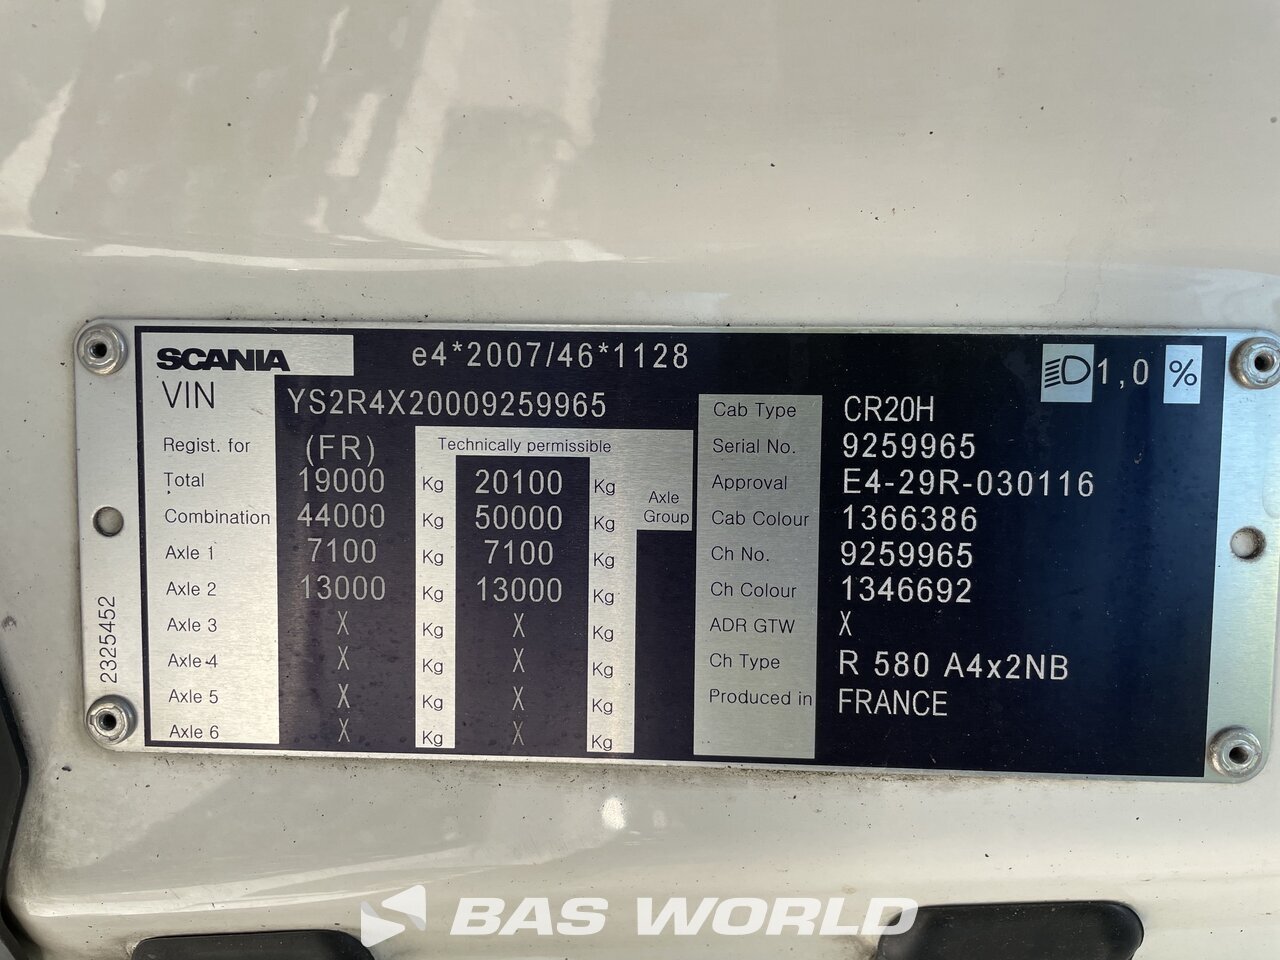 SCANIA e4*2007/46*1128 1,0 %
VIN YS2R4X20009259965
Regist. for (FR) Technically permissible
Total 19000 Kg 20100 Kg
Axle Group
Combination 44000 Kg 50000 Kg
Axle 1 7100 Kg 7100 Kg
Axle 2 13000 Kg 13000 Kg
Axle 3 X Kg X Kg
Axle 4 X Kg X Kg
Axle 5 X Kg X Kg
Axle 6 X Kg X Kg
Cab Type CR20H
Serial No. 9259965
Approval E4-29R-030116
Cab Colour 1366386
Ch No. 9259965
Ch Colour 1346692
ADR GTW X
Ch Type R 580 A4x2NB
Produced in FRANCE
2325452
BAS WORLD